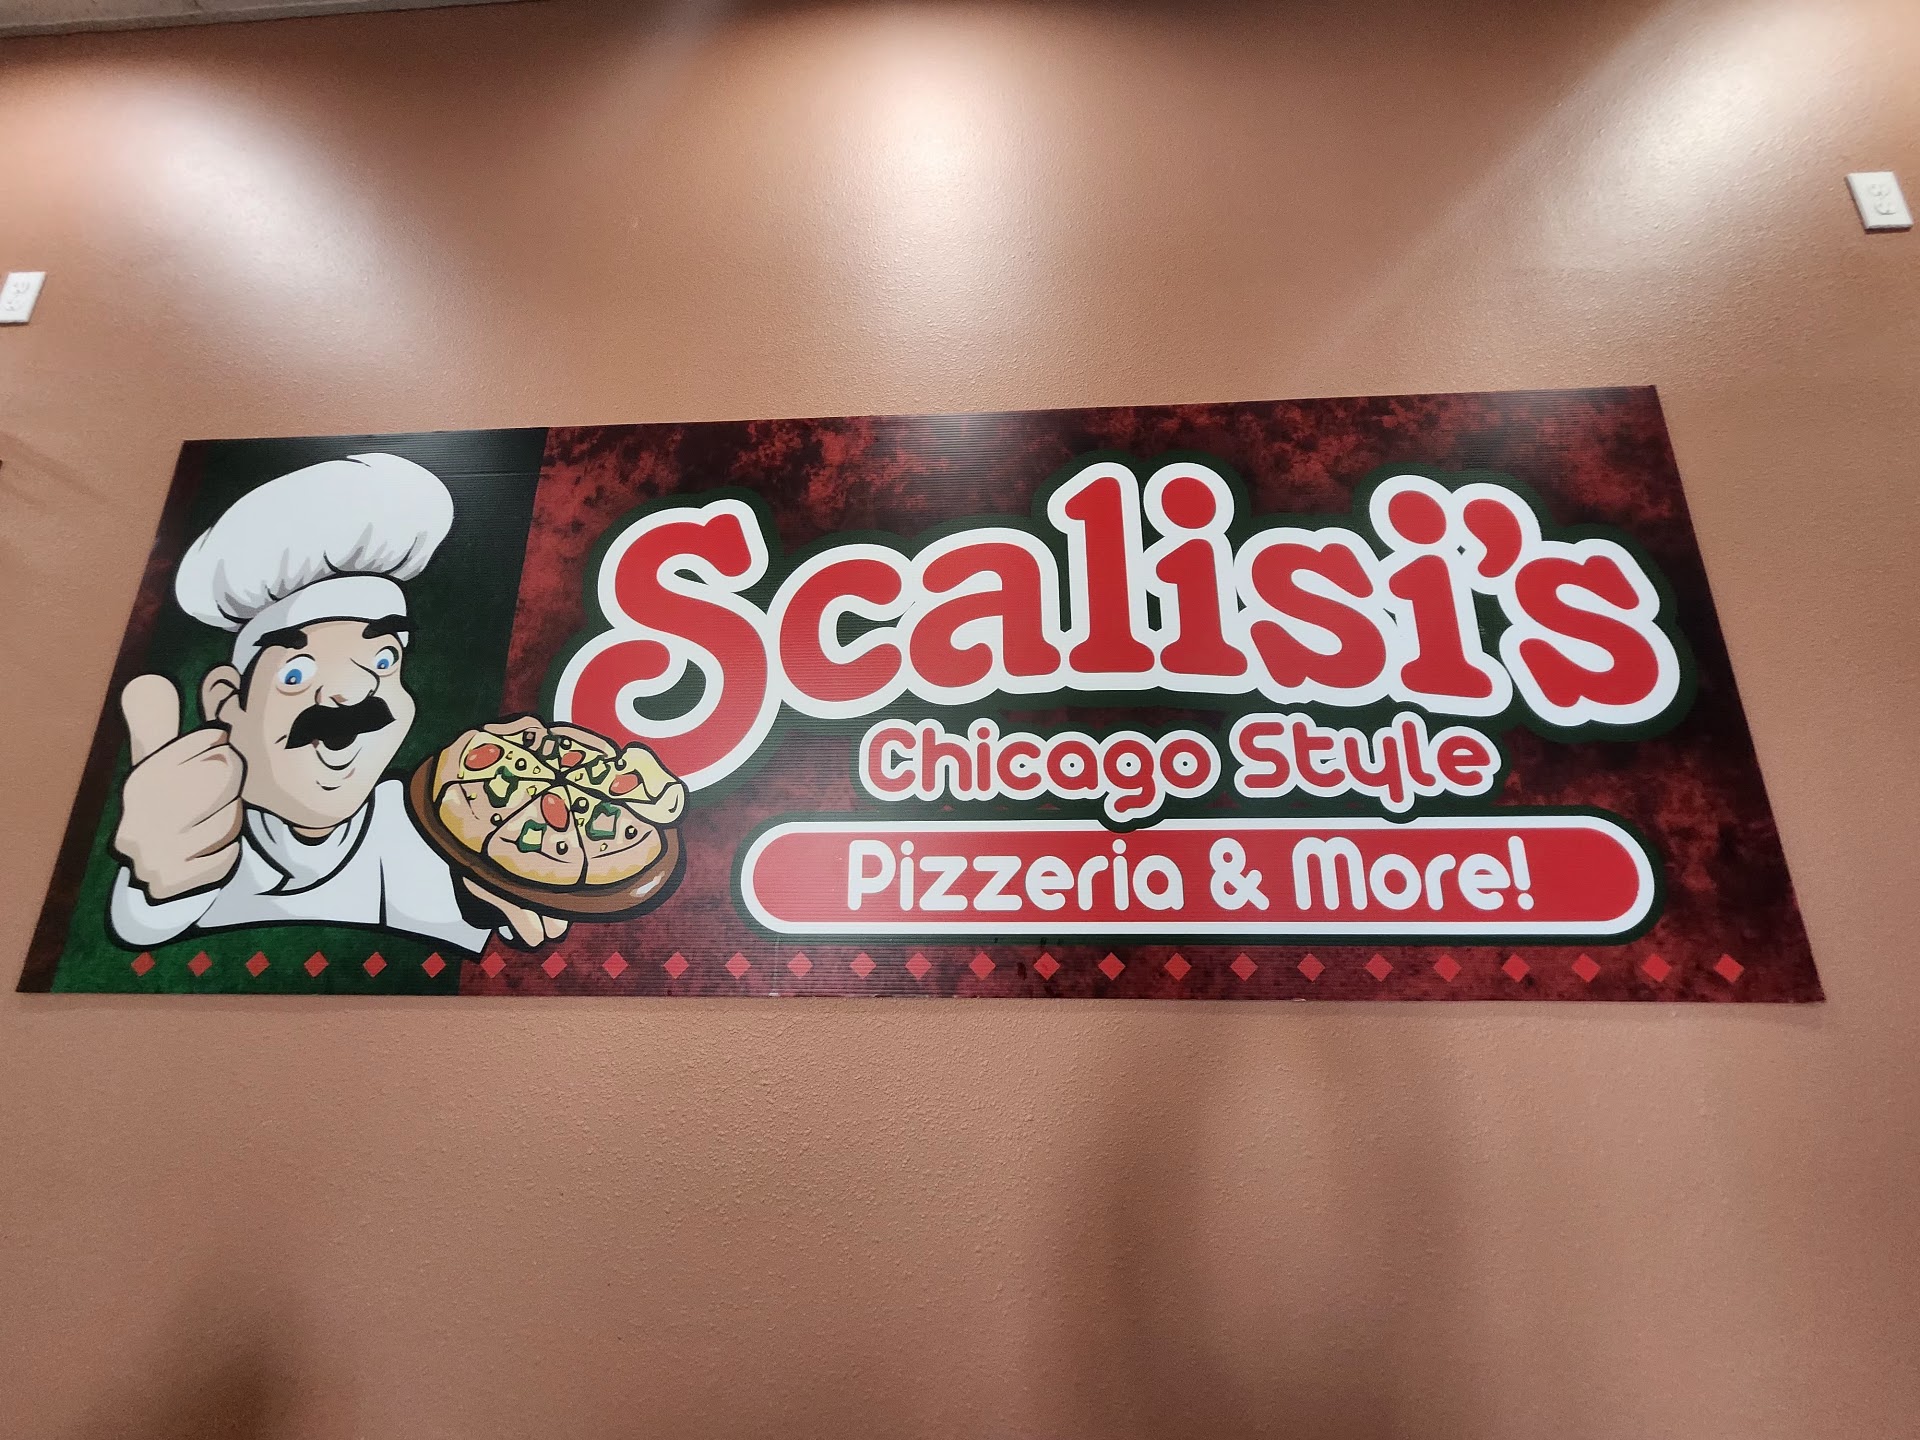 Scalisi's
Chicago Style
Pizzeria & More!